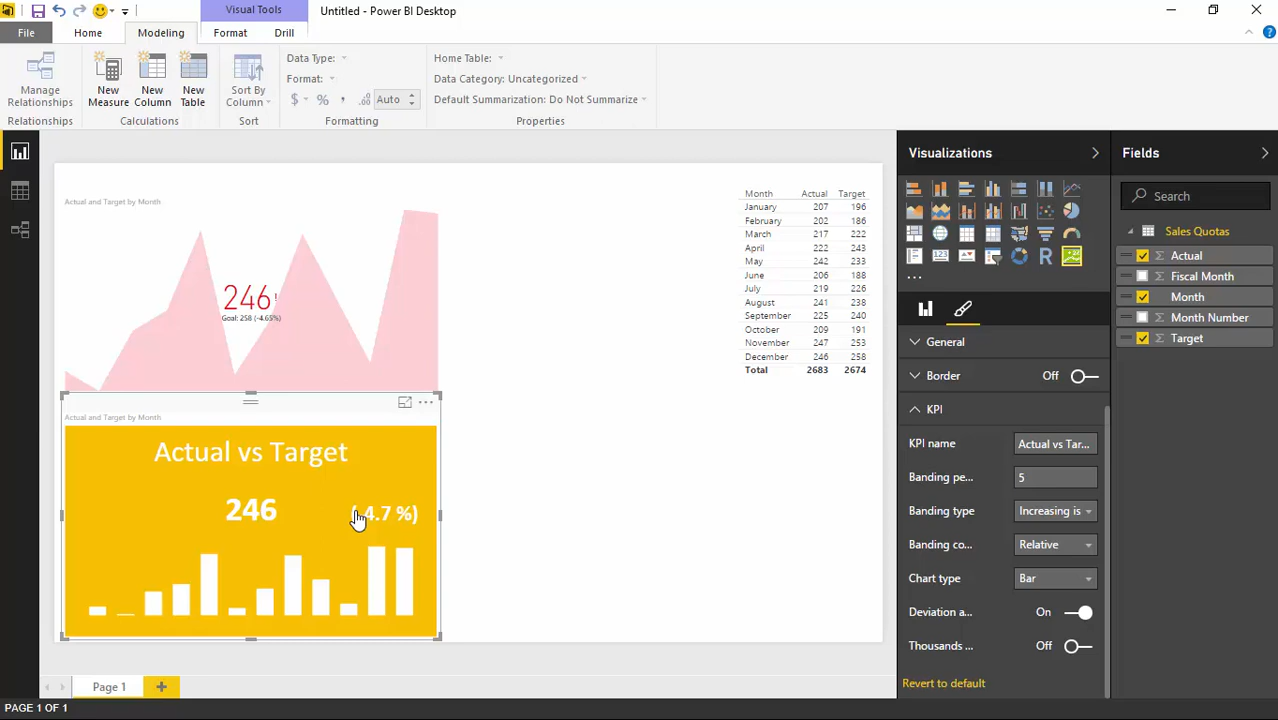 Visual Tools
Untitled - Power BI Desktop
File
Home
Modeling
Format
Drill
Manage Relationships
New Measure
New Column
New Table
Sort By Column
Data Type:
Format:
$ % , .00 Auto
Home Table:
Data Category: Uncategorized
Default Summarization: Do Not Summarize
Relationships
Calculations
Sort
Formatting
Properties
Actual and Target by Month
246!
Goal: 258 (-4.65%)
Actual and Target by Month
Actual vs Target
246
4.7 %)
Month Actual Target
January 207 196
February 202 186
March 217 222
April 222 243
May 242 233
June 206 188
July 219 226
August 241 238
September 225 240
October 209 191
November 247 253
December 246 258
Total 2683 2674
Visualizations
R
General
Border Off
KPI
KPI name Actual vs Tar...
Banding pe... 5
Banding type Increasing is
Banding co... Relative
Chart type Bar
Deviation a... On
Thousands ... Off
Revert to default
Fields
Search
Sales Quotas
Σ Actual
Σ Fiscal Month
Month
Σ Month Number
Σ Target
Page 1
PAGE 1 OF 1